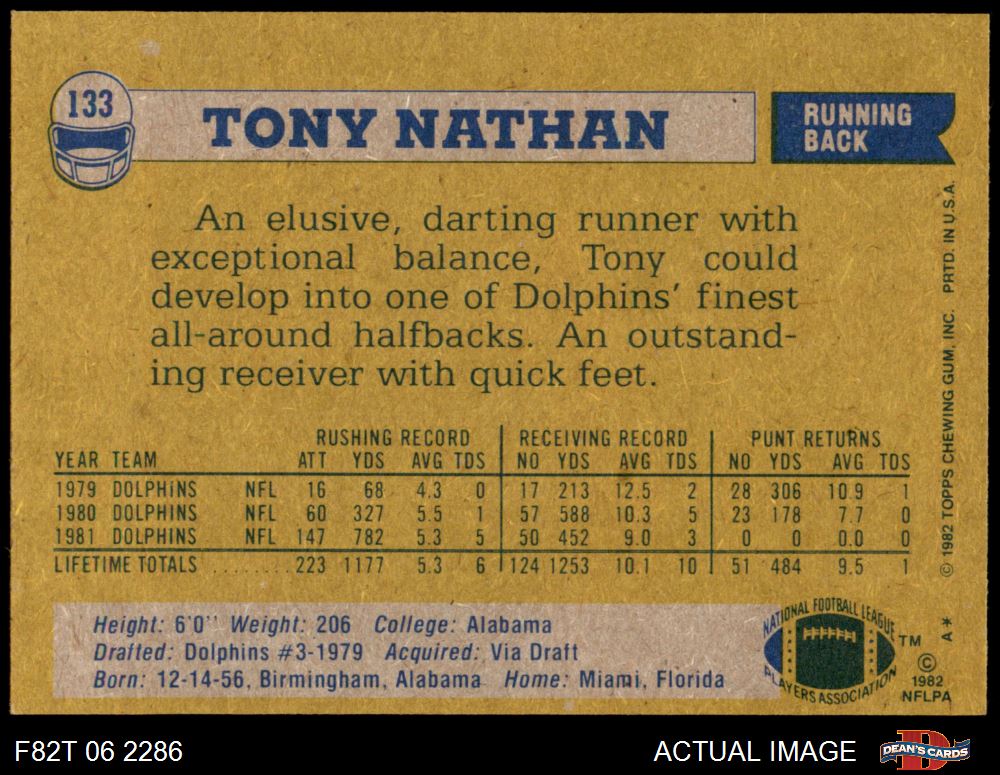 133
TONY NATHAN
RUNNING
BACK
An elusive, darting runner with
exceptional balance, Tony could
develop into one of Dolphins' finest
all-around halfbacks. An outstand-
ing receiver with quick feet.
RUSHING RECORD RECEIVING RECORD PUNT RETURNS
YEAR TEAM ATT YDS AVG TDS NO YDS AVG TDS NO YDS AVG TDS
1979 DOLPHINS NFL 16 68 4.3 0 17 213 12.5 2 28 306 10.9 1
1980 DOLPHINS NFL 60 327 5.5 1 57 588 10.3 5 23 178 7.7 0
1981 DOLPHINS NFL 147 782 5.3 5 50 452 9.0 3 0 0 0.0 0
LIFETIME TOTALS ........ 223 1177 5.3 6 124 1253 10.1 10 51 484 9.5 1
Height: 6'0" Weight: 206 College: Alabama
Drafted: Dolphins #3-1979 Acquired: Via Draft
Born: 12-14-56, Birmingham, Alabama Home: Miami, Florida
NATIONAL FOOTBALL LEAGUE
PLAYERS ASSOCIATION
TM
©
1982
NFLPA
A*
© 1982 TOPPS CHEWING GUM, INC. PRTD. IN U.S.A.
F82T 06 2286
ACTUAL IMAGE
D
DEAN'S CARDS